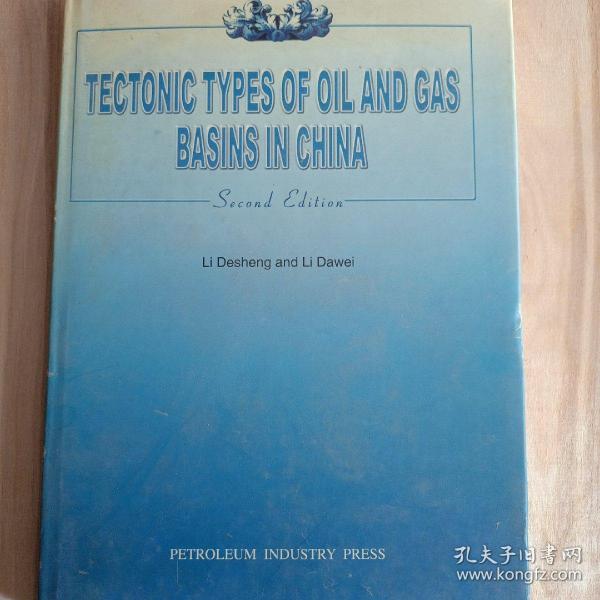 TECTONIC TYPES OF OIL AND GAS
BASINS IN CHINA
Second Edition
Li Desheng and Li Dawei
PETROLEUM INDUSTRY PRESS
孔夫子旧书网
www.kongfz.com